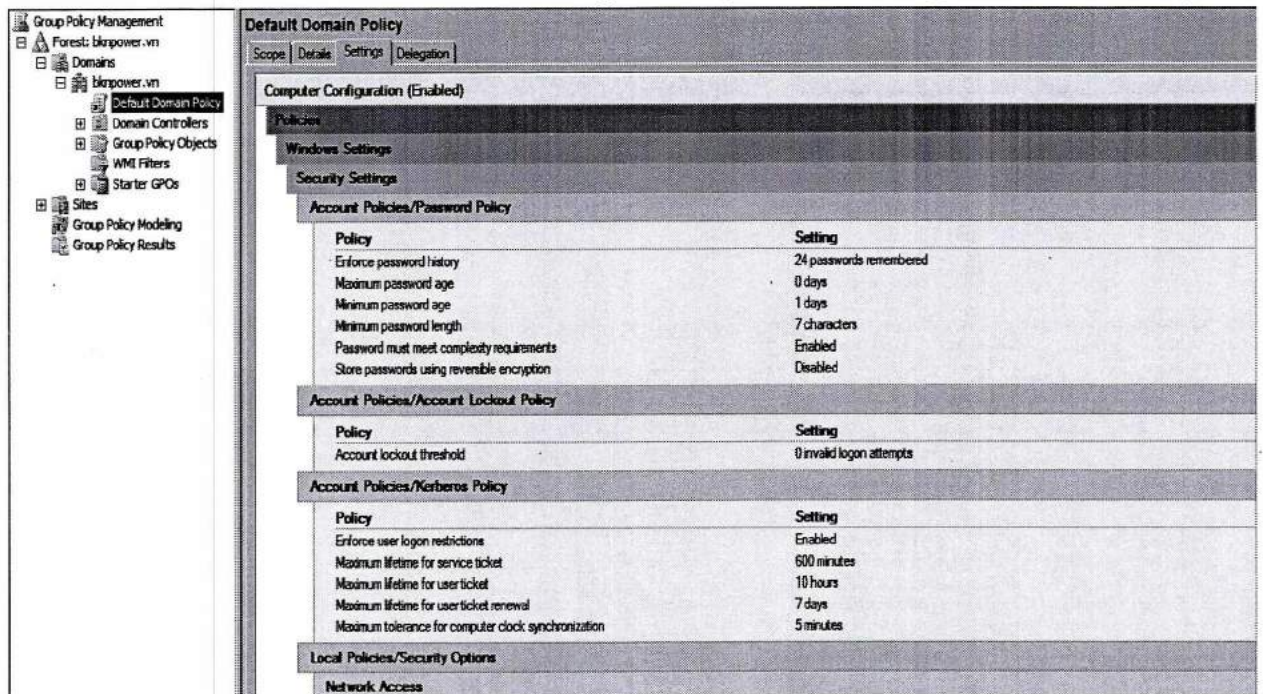 Group Policy Management
Forest: bknpower.vn
Domains
bknpower.vn
Default Domain Policy
Domain Controllers
Group Policy Objects
WMI Filters
Starter GPOs
Sites
Group Policy Modeling
Group Policy Results
Default Domain Policy
Scope Details Settings Delegation
Computer Configuration (Enabled)
Policies
Windows Settings
Security Settings
Account Policies/Password Policy
Policy Setting
Enforce password history 24 passwords remembered
Maximum password age 0 days
Minimum password age 1 days
Minimum password length 7 characters
Password must meet complexity requirements Enabled
Store passwords using reversible encryption Disabled
Account Policies/Account Lockout Policy
Policy Setting
Account lockout threshold 0 invalid logon attempts
Account Policies/Kerberos Policy
Policy Setting
Enforce user logon restrictions Enabled
Maximum lifetime for service ticket 600 minutes
Maximum lifetime for user ticket 10 hours
Maximum lifetime for user ticket renewal 7 days
Maximum tolerance for computer clock synchronization 5 minutes
Local Policies/Security Options
Network Access